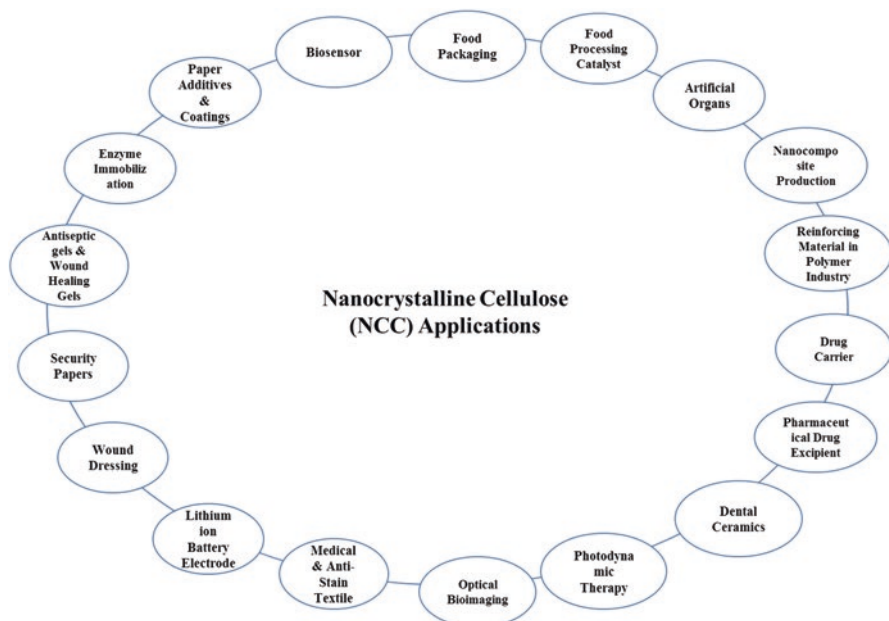 Food
Packaging
Food
Processing
Catalyst
Artificial
Organs
Nanocompo
site
Production
Reinforcing
Material in
Polymer
Industry
Drug
Carrier
Pharmaceut
ical Drug
Excipient
Dental
Ceramics
Photodyna
mic
Therapy
Optical
Bioimaging
Medical
& Anti-
Stain
Textile
Lithium
ion
Battery
Electrode
Wound
Dressing
Security
Papers
Antiseptic
gels &
Wound
Healing
Gels
Enzyme
Immobiliz
ation
Paper
Additives
&
Coatings
Biosensor
Nanocrystalline Cellulose
(NCC) Applications